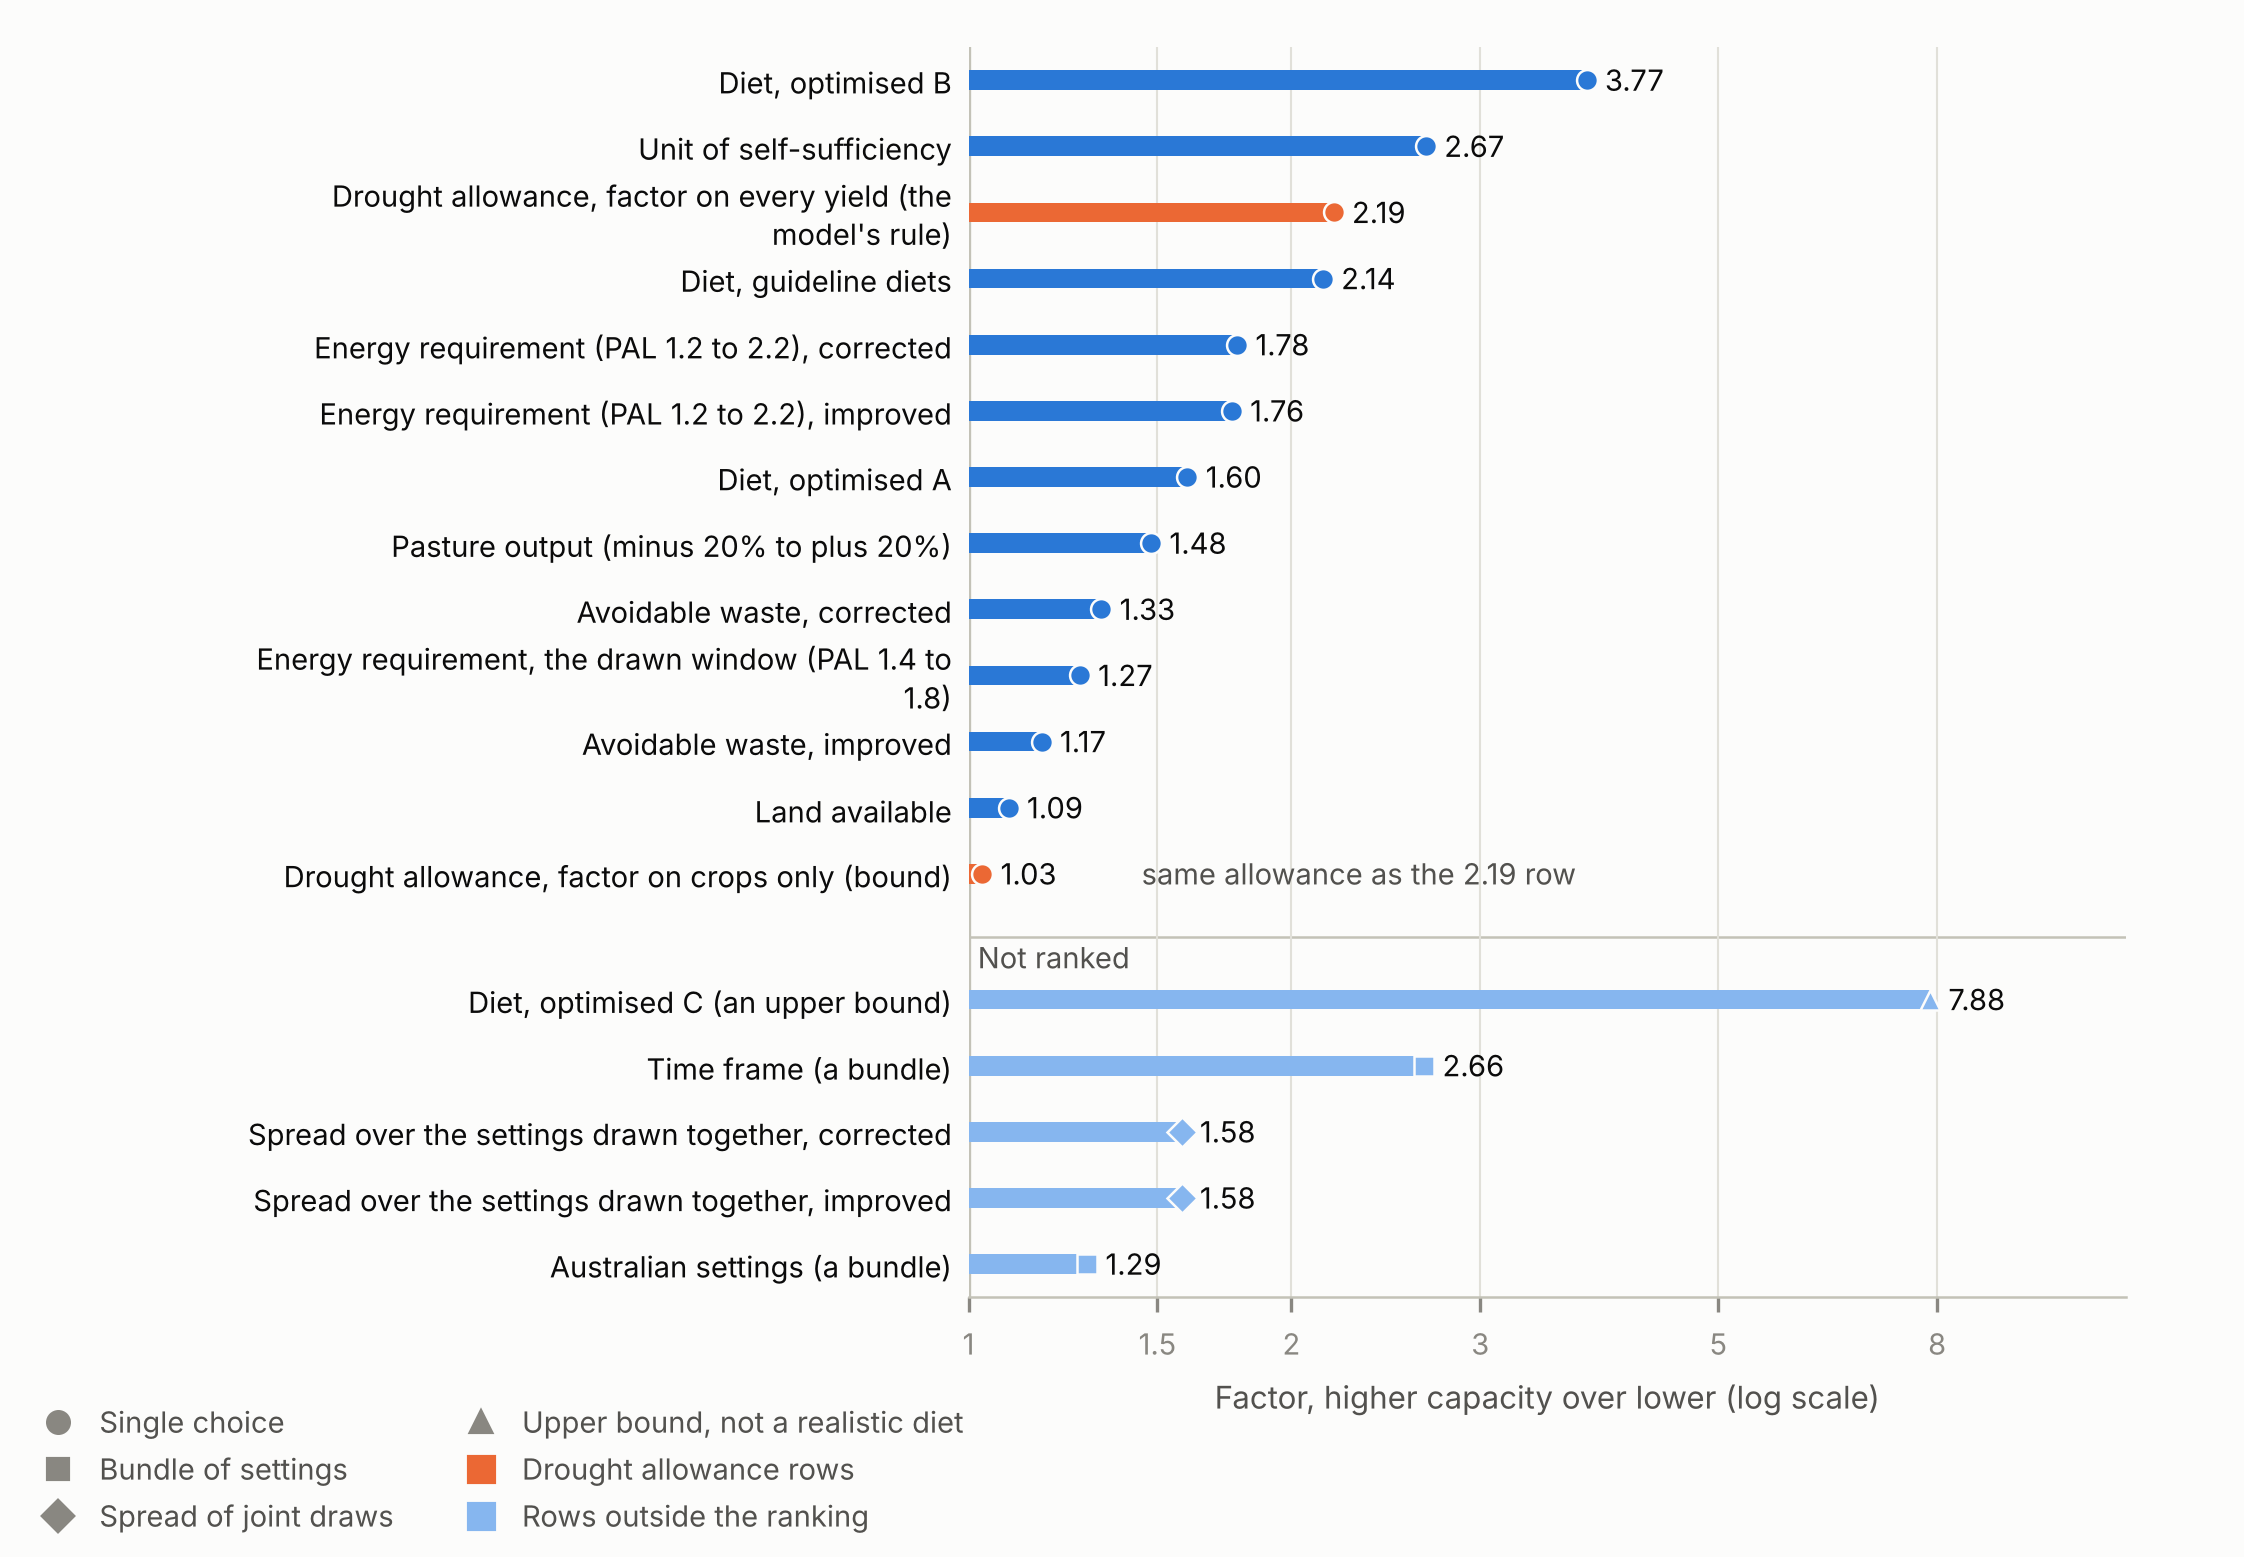 Diet, optimised B 3.77
Unit of self-sufficiency 2.67
Drought allowance, factor on every yield (the
model's rule) 2.19
Diet, guideline diets 2.14
Energy requirement (PAL 1.2 to 2.2), corrected 1.78
Energy requirement (PAL 1.2 to 2.2), improved 1.76
Diet, optimised A 1.60
Pasture output (minus 20% to plus 20%) 1.48
Avoidable waste, corrected 1.33
Energy requirement, the drawn window (PAL 1.4 to
1.8) 1.27
Avoidable waste, improved 1.17
Land available 1.09
Drought allowance, factor on crops only (bound) 1.03 same allowance as the 2.19 row
Not ranked
Diet, optimised C (an upper bound) 7.88
Time frame (a bundle) 2.66
Spread over the settings drawn together, corrected 1.58
Spread over the settings drawn together, improved 1.58
Australian settings (a bundle) 1.29
1 1.5 2 3 5 8
Factor, higher capacity over lower (log scale)
Single choice
Bundle of settings
Spread of joint draws
Upper bound, not a realistic diet
Drought allowance rows
Rows outside the ranking